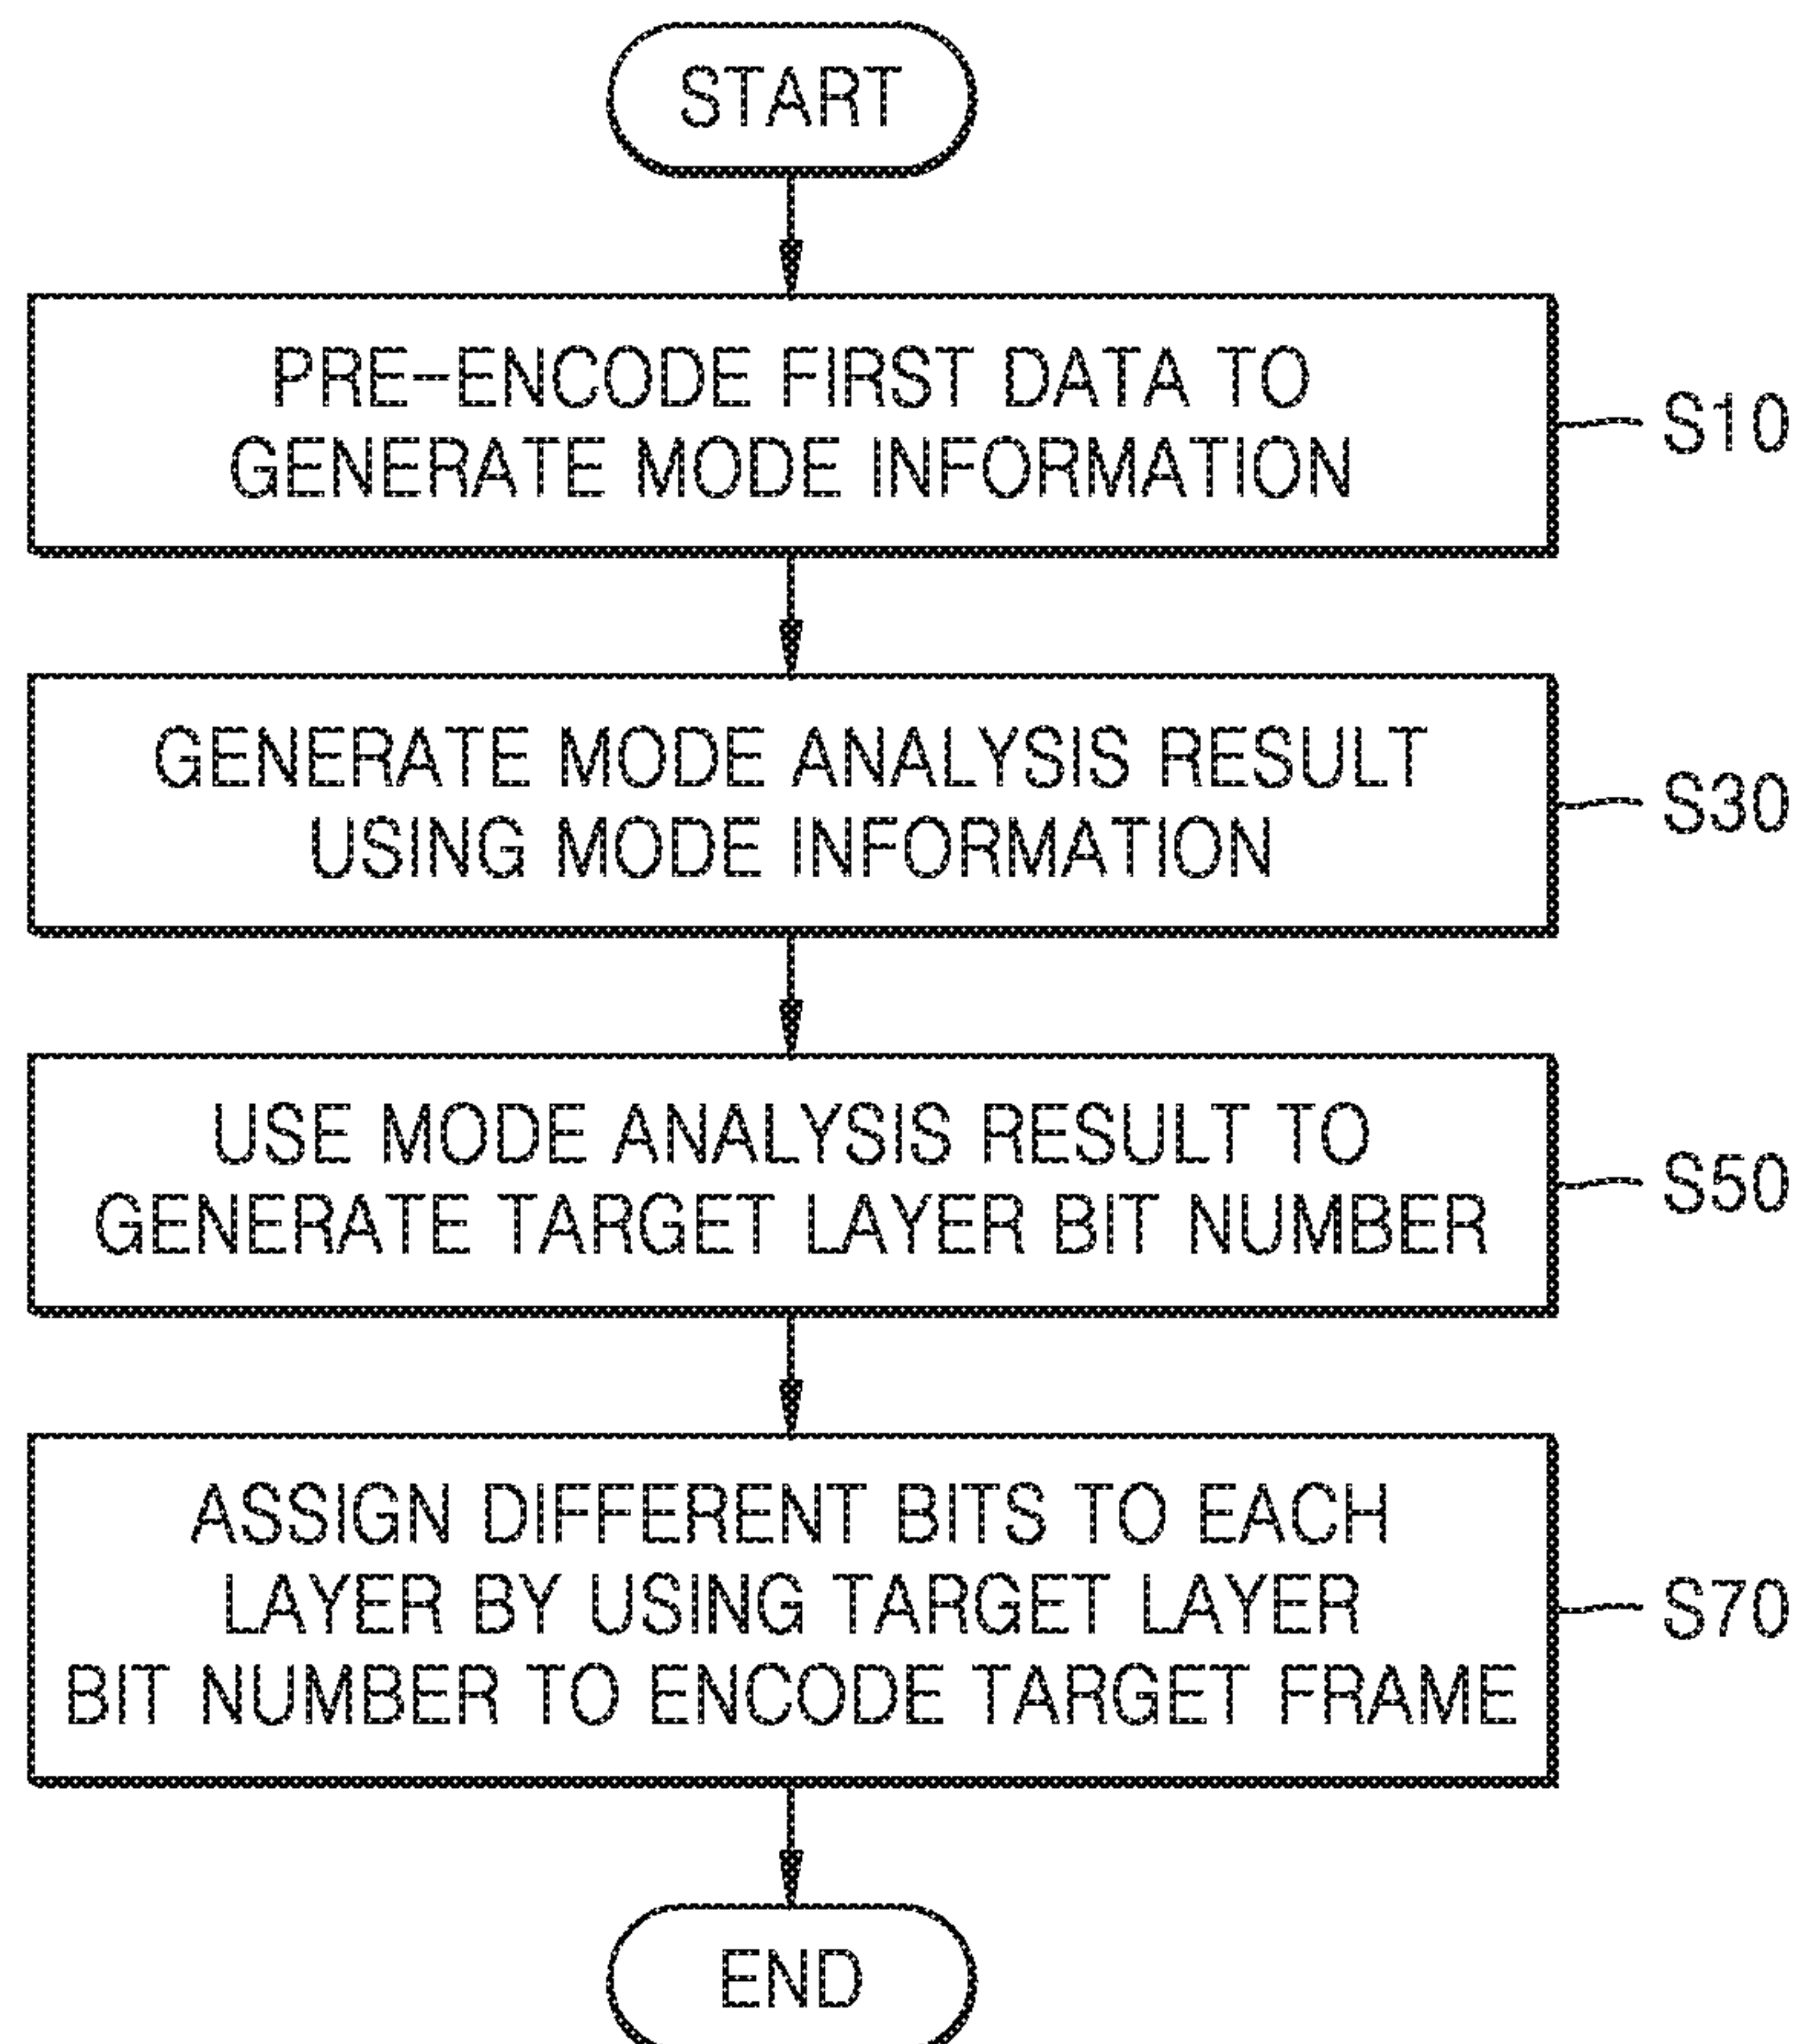 START
PRE-ENCODE FIRST DATA TO
GENERATE MODE INFORMATION
S10
GENERATE MODE ANALYSIS RESULT
USING MODE INFORMATION
S30
USE MODE ANALYSIS RESULT TO
GENERATE TARGET LAYER BIT NUMBER
S50
ASSIGN DIFFERENT BITS TO EACH
LAYER BY USING TARGET LAYER
BIT NUMBER TO ENCODE TARGET FRAME
S70
END